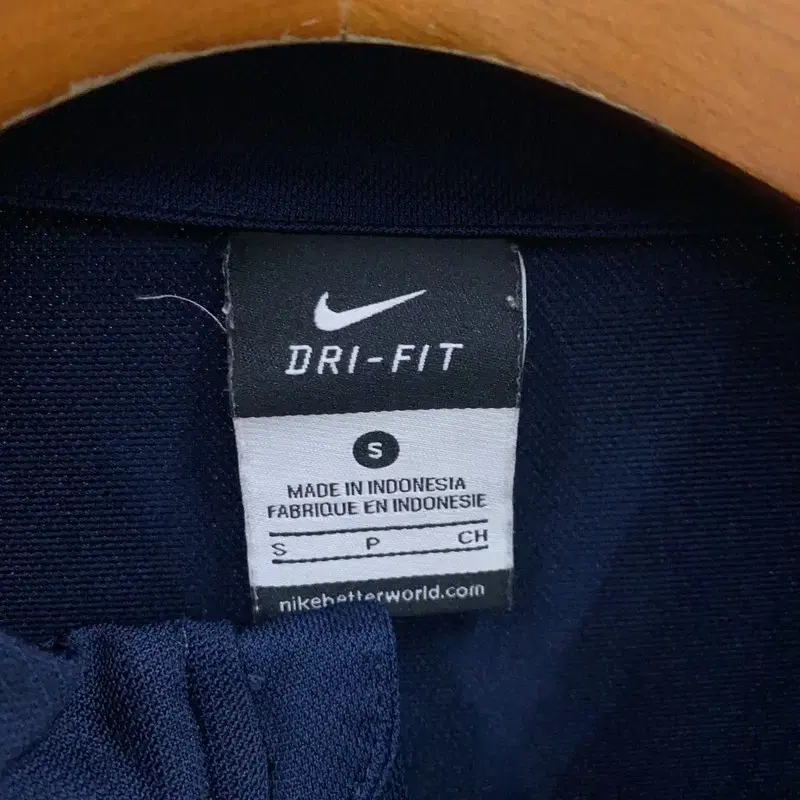 DRI-FIT
S
MADE IN INDONESIA
FABRIQUE EN INDONESIE
S P CH
nikebetterworld.com